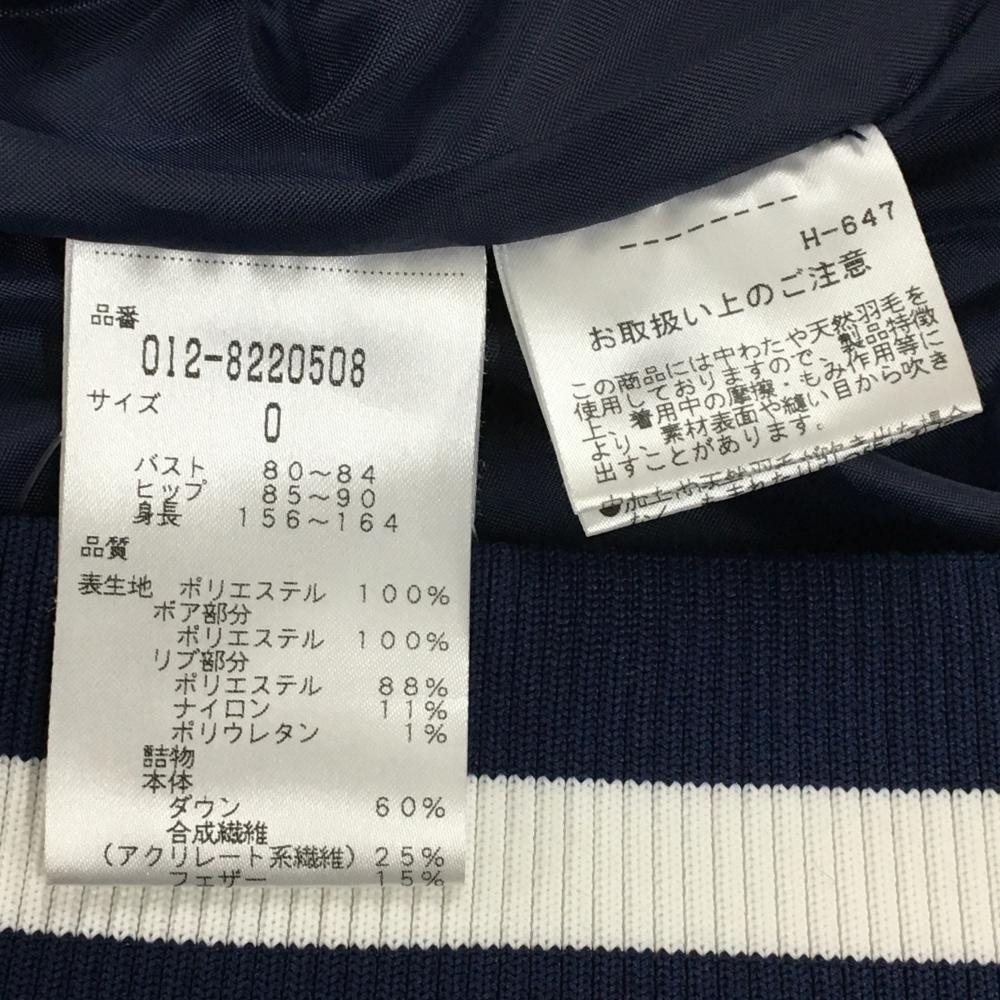 品番
012-8220508
サイズ
0
バスト 80~84
ヒップ 85~90
身長 156~164
品質
表生地 ポリエステル 100%
ボア部分
ポリエステル 100%
リブ部分
ポリエステル 88%
ナイロン 11%
ポリウレタン 1%
詰物
本体
ダウン 60%
合成繊維
(アクリレート系繊維) 25%
フェザー 15%
H-647
お取扱い上のご注意
この商品には中わたや天然羽毛を
使用しておりますので、製品特徴
上、着用中の摩擦・もみ作用等に
より、素材表面や縫い目から吹き
出すことがあります。